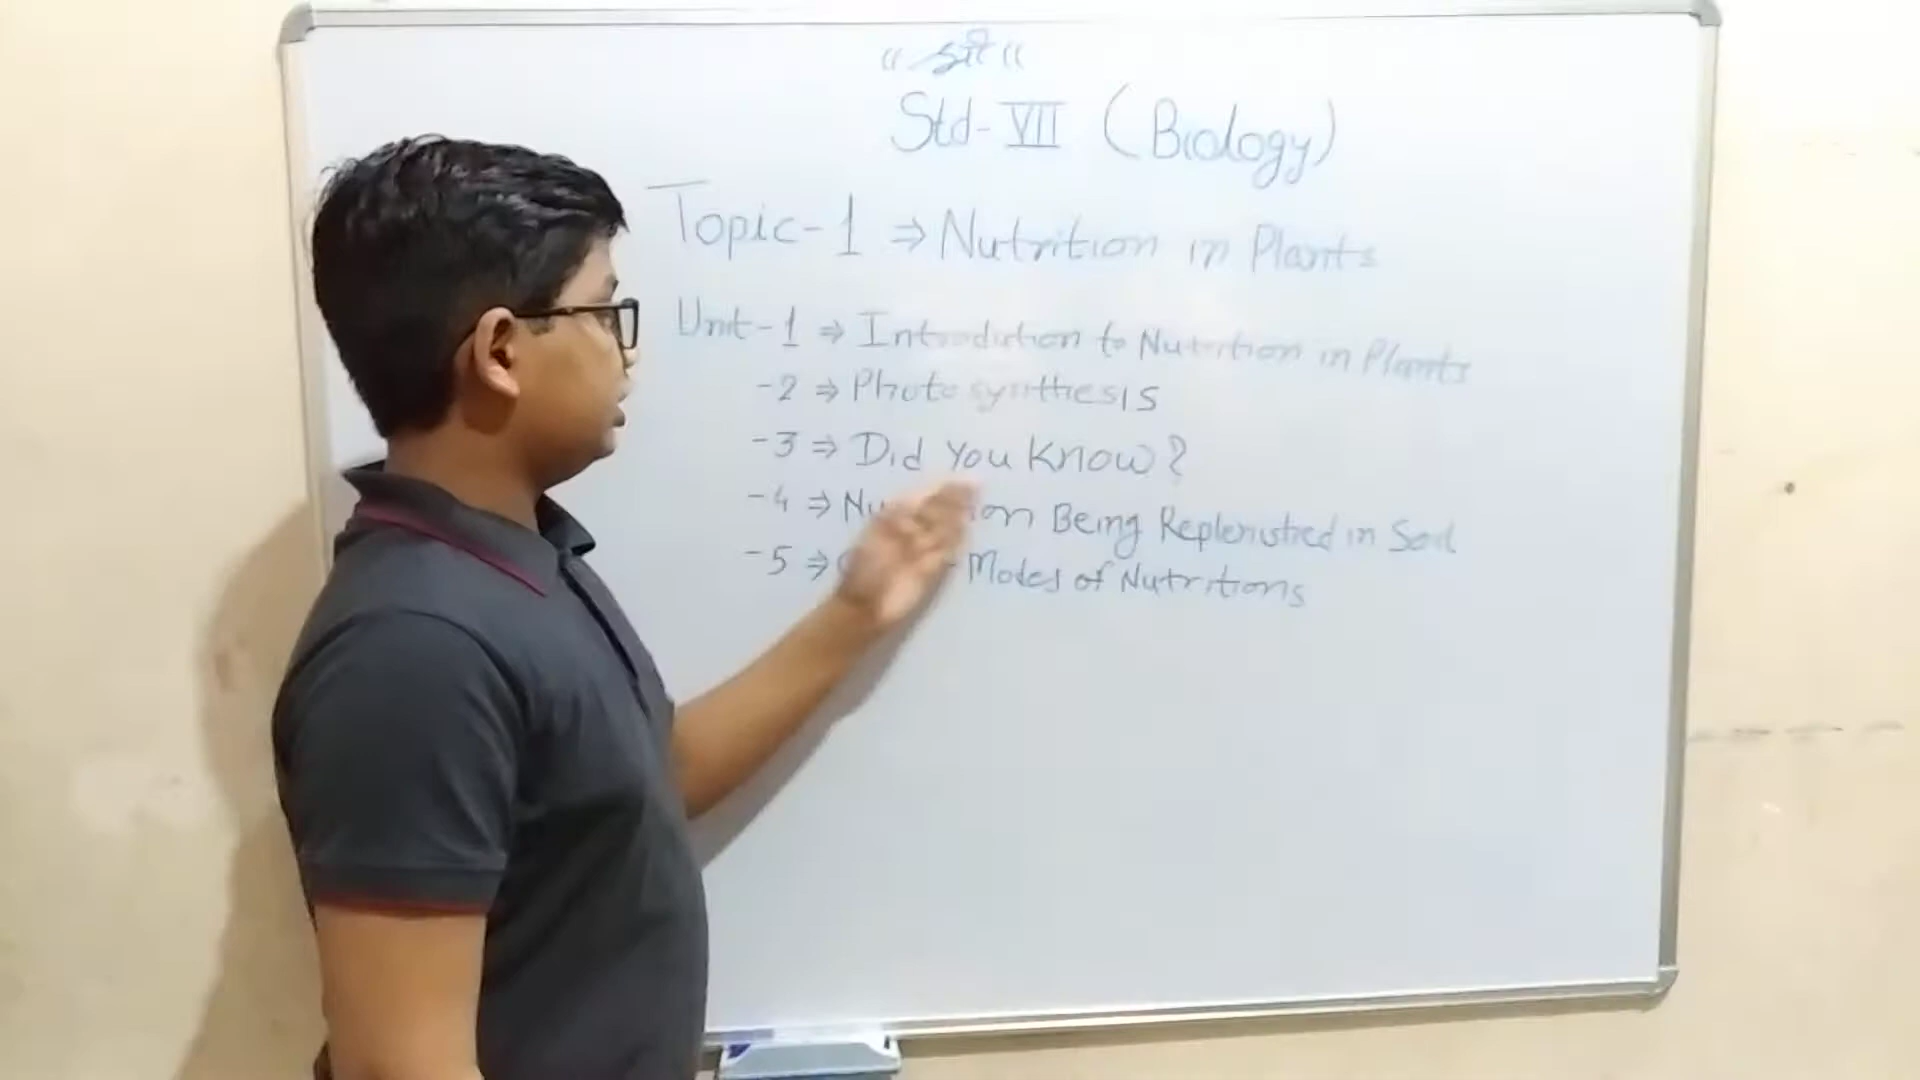 “ श्री “
Std-VII (Biology)
Topic-1 ⇒ Nutrition in Plants
Unit-1 ⇒ Introduction to Nutrition in Plants
-2 ⇒ Photosynthesis
-3 ⇒ Did You Know?
-4 ⇒ Being Replenished in Soil
-5 ⇒ Modes of Nutritions